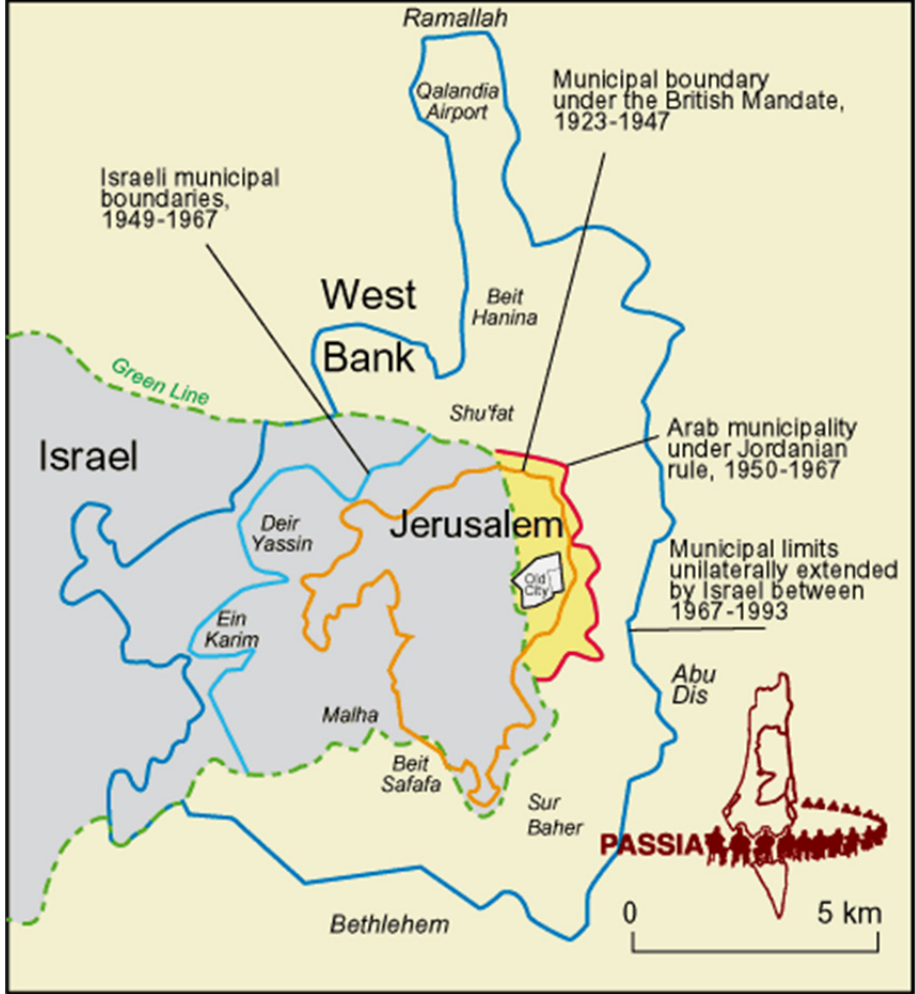 Ramallah
Qalandia
Airport
Municipal boundary
under the British Mandate,
1923-1947
Israeli municipal
boundaries,
1949-1967
West
Bank
Beit
Hanina
Green Line
Shu'fat
Israel
Arab municipality
under Jordanian
rule, 1950-1967
Jerusalem
Deir
Yassin
Old
City
Municipal limits
unilaterally extended
by Israel between
1967-1993
Ein
Karim
Abu
Dis
Malha
Beit
Safafa
Sur
Baher
PASSIA
Bethlehem
0 5 km